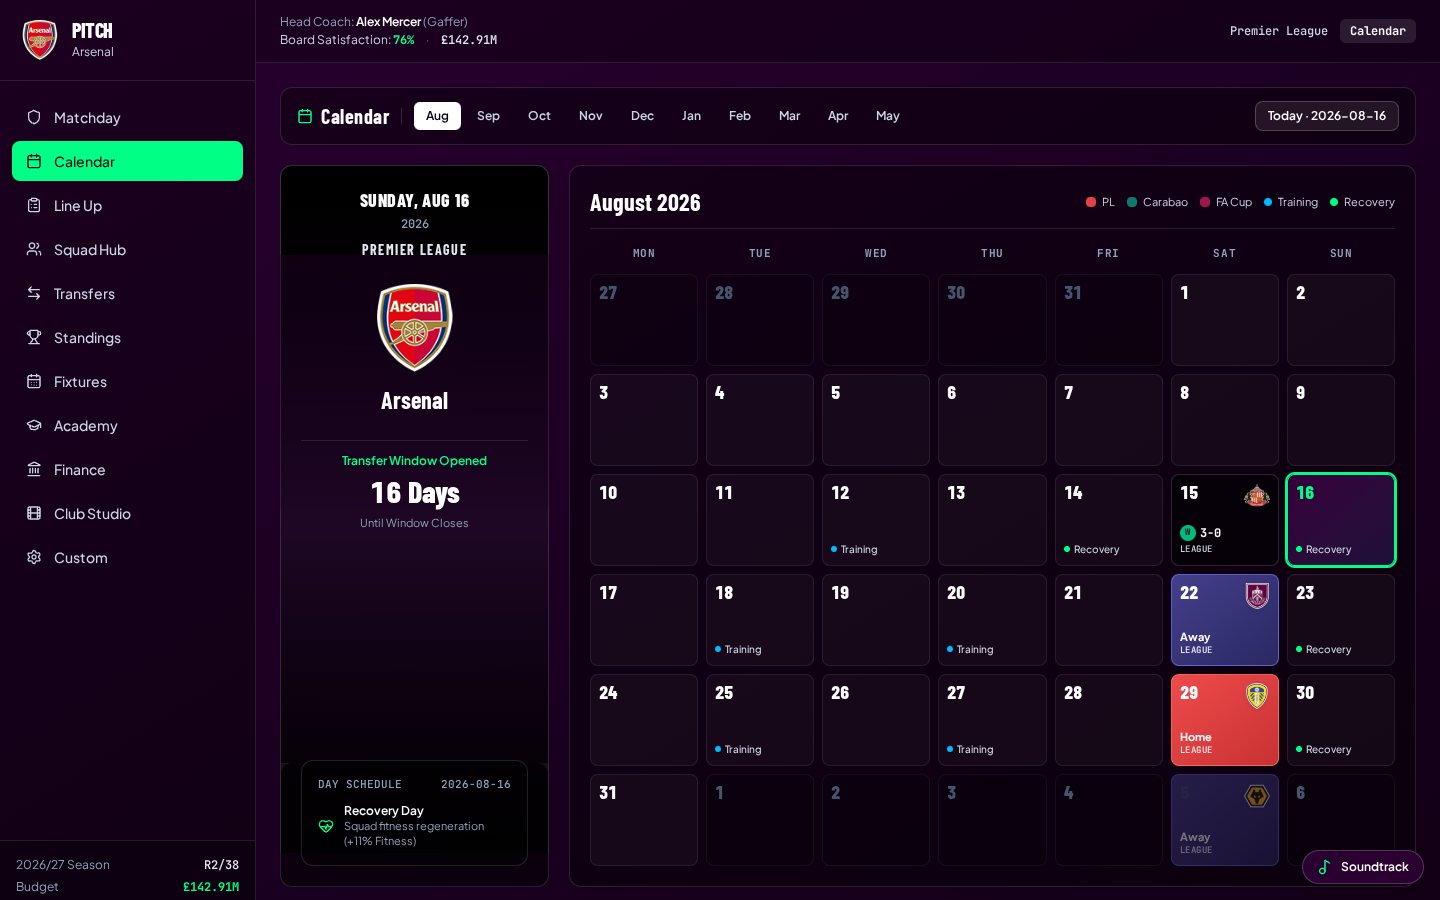 PITCH
Arsenal
Matchday
Calendar
Line Up
Squad Hub
Transfers
Standings
Fixtures
Academy
Finance
Club Studio
Custom
2026/27 Season R2/38
Budget £142.91M
Head Coach: Alex Mercer (Gaffer)
Board Satisfaction: 76% · £142.91M
Premier League Calendar
Calendar Aug Sep Oct Nov Dec Jan Feb Mar Apr May Today · 2026-08-16
SUNDAY, AUG 16
2026
PREMIER LEAGUE
Arsenal
Arsenal
Transfer Window Opened
16 Days
Until Window Closes
DAY SCHEDULE 2026-08-16
Recovery Day
Squad fitness regeneration
(+11% Fitness)
August 2026 PL Carabao FA Cup Training Recovery
MON TUE WED THU FRI SAT SUN
27 28 29 30 31 1 2
3 4 5 6 7 8 9
10 11 12 13 14 15 16
W 3-0
Training Recovery LEAGUE Recovery
17 18 19 20 21 22 23
Away
Training Training LEAGUE Recovery
24 25 26 27 28 29 30
Home
Training Training LEAGUE Recovery
31 1 2 3 4 5 6
Away
LEAGUE
Soundtrack